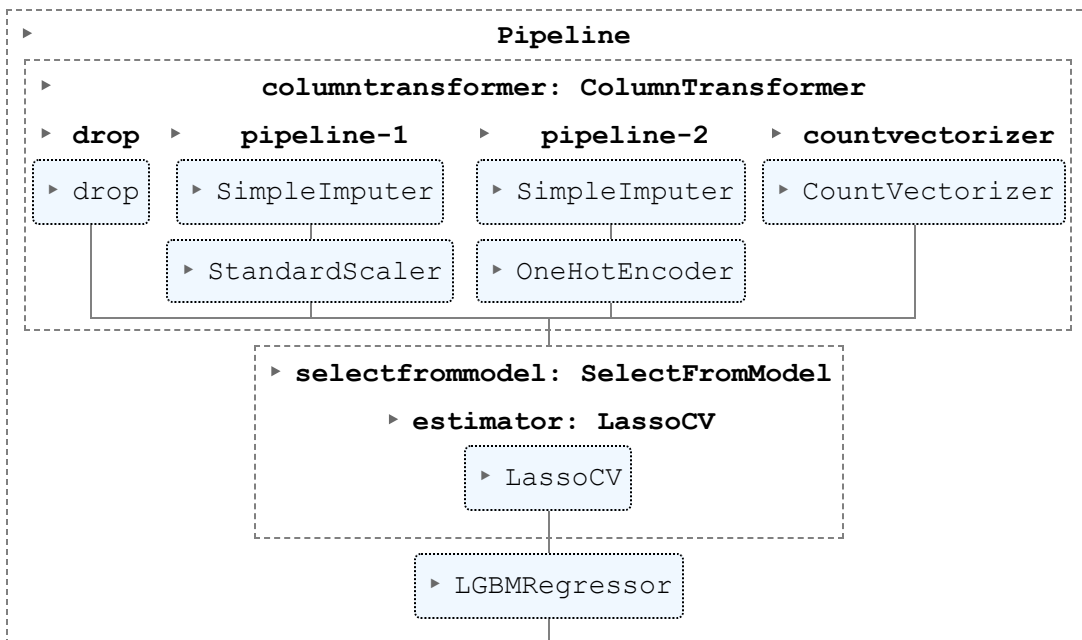 Pipeline
columntransformer: ColumnTransformer
drop pipeline-1 pipeline-2 countvectorizer
drop SimpleImputer SimpleImputer CountVectorizer
StandardScaler OneHotEncoder
selectfrommodel: SelectFromModel
estimator: LassoCV
LassoCV
LGBMRegressor